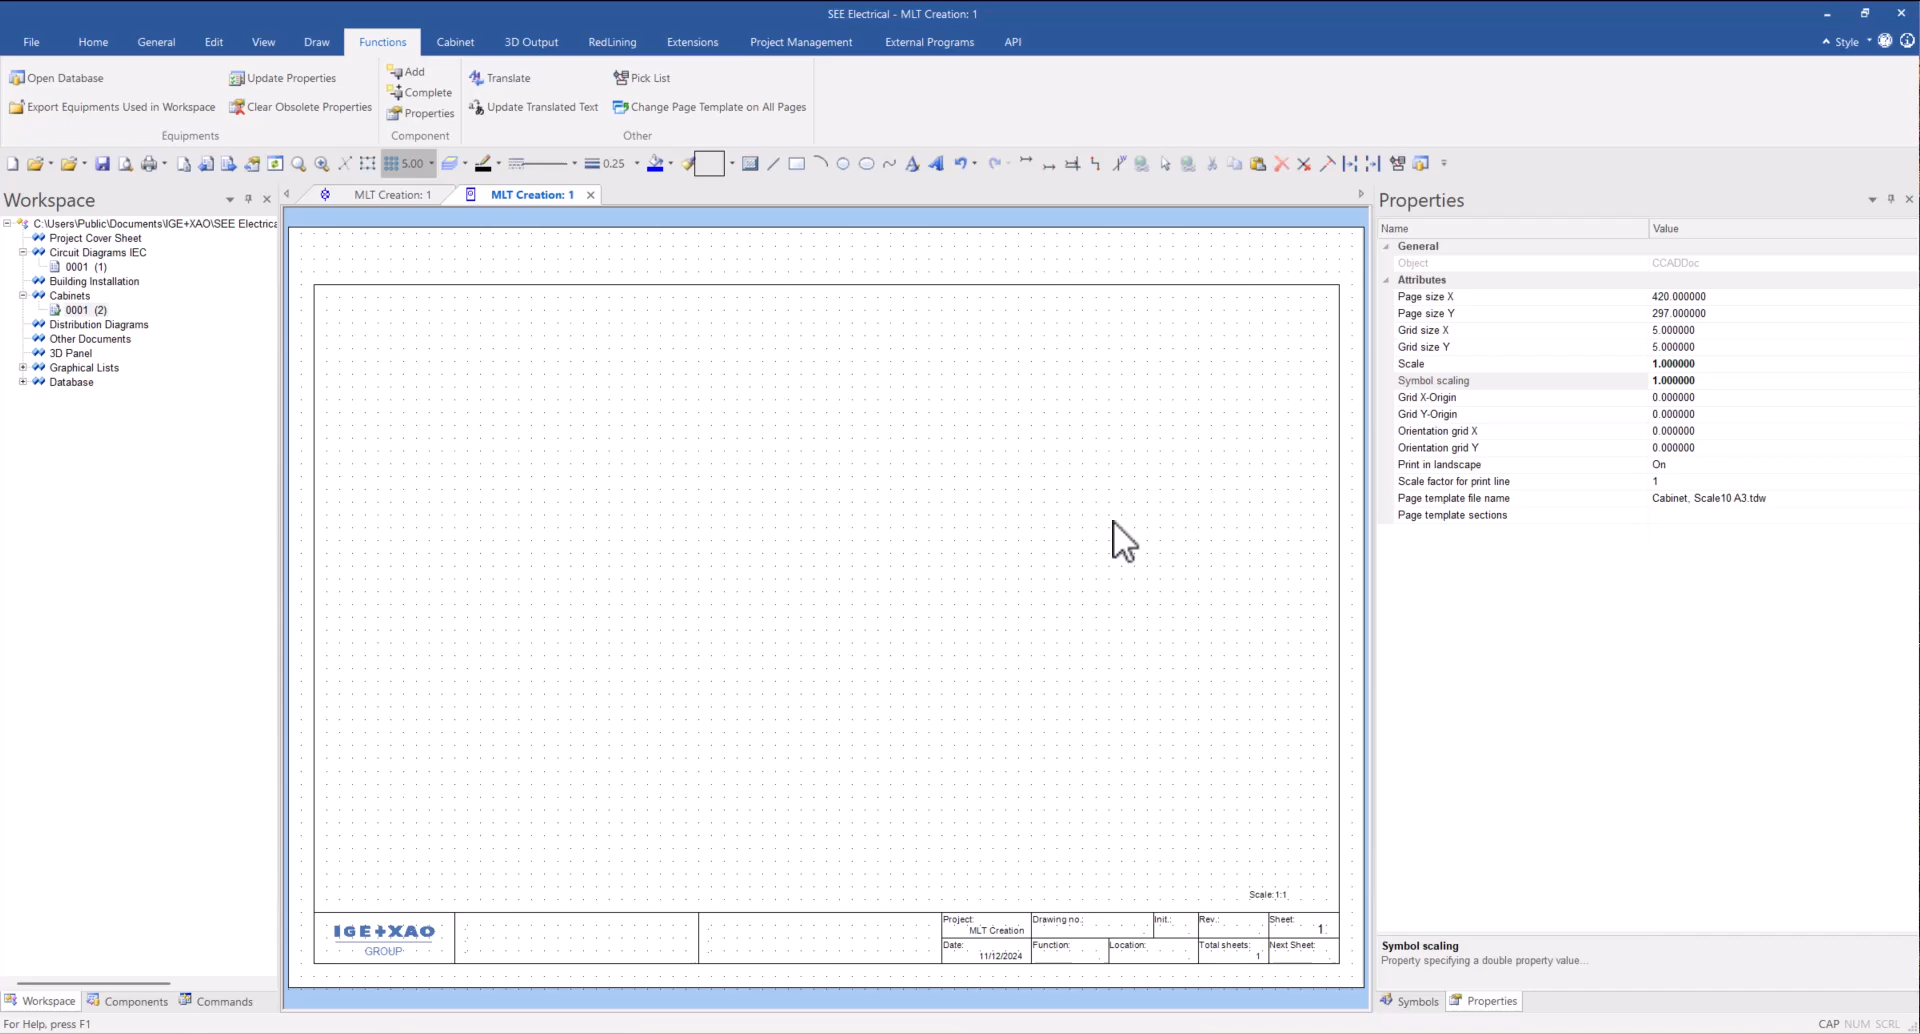 SEE Electrical - MLT Creation: 1
File Home General Edit View Draw Functions Cabinet 3D Output RedLining Extensions Project Management External Programs API Style
Open Database Update Properties Add Translate Pick List
Complete
Export Equipments Used in Workspace Clear Obsolete Properties Update Translated Text Change Page Template on All Pages
Properties
Equipments Component Other
5.00 0.25
Workspace
MLT Creation: 1 MLT Creation: 1
Properties
C:\Users\Public\Documents\IGE+XAO\SEE Electrica
Project Cover Sheet
Circuit Diagrams IEC
0001 (1)
Building Installation
Cabinets
0001 (2)
Distribution Diagrams
Other Documents
3D Panel
Graphical Lists
Database
Name Value
General
Object CCADDoc
Attributes
Page size X 420.000000
Page size Y 297.000000
Grid size X 5.000000
Grid size Y 5.000000
Scale 1.000000
Symbol scaling 1.000000
Grid X-Origin 0.000000
Grid Y-Origin 0.000000
Orientation grid X 0.000000
Orientation grid Y 0.000000
Print in landscape On
Scale factor for print line 1
Page template file name Cabinet, Scale10 A3.tdw
Page template sections
Scale:1:1
IGE+XAO
GROUP
Project: Drawing no.: Init.: Rev.: Sheet:
MLT Creation 1
Date: Function: Location: Total sheets: Next Sheet:
11/12/2024 1
Symbol scaling
Property specifying a double property value...
Workspace Components Commands
Symbols Properties
For Help, press F1
CAP NUM SCRL